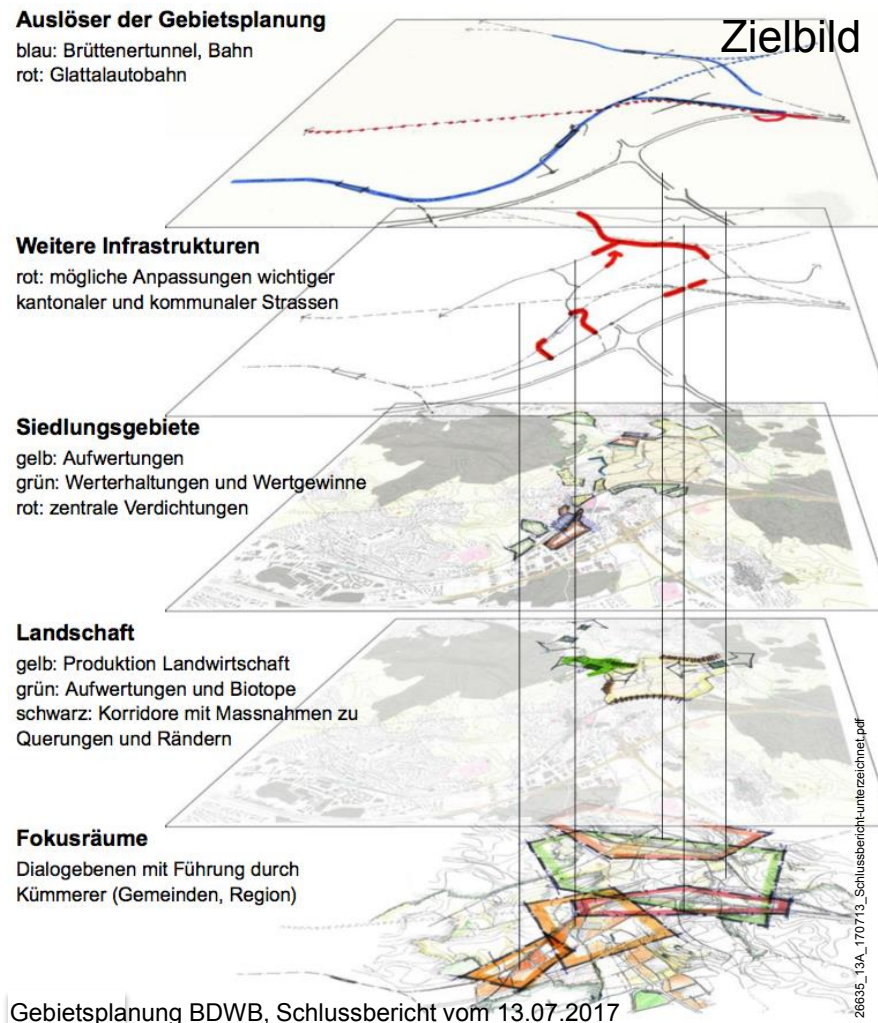 Zielbild
Auslöser der Gebietsplanung
blau: Brüttenertunnel, Bahn
rot: Glattalautobahn
Weitere Infrastrukturen
rot: mögliche Anpassungen wichtiger
kantonaler und kommunaler Strassen
Siedlungsgebiete
gelb: Aufwertungen
grün: Werterhaltungen und Wertgewinne
rot: zentrale Verdichtungen
Landschaft
gelb: Produktion Landwirtschaft
grün: Aufwertungen und Biotope
schwarz: Korridore mit Massnahmen zu
Querungen und Rändern
Fokusräume
Dialogebenen mit Führung durch
Kümmerer (Gemeinden, Region)
26635_13A_170713_Schlussbericht-unterzeichnet.pdf
Gebietsplanung BDWB, Schlussbericht vom 13.07.2017